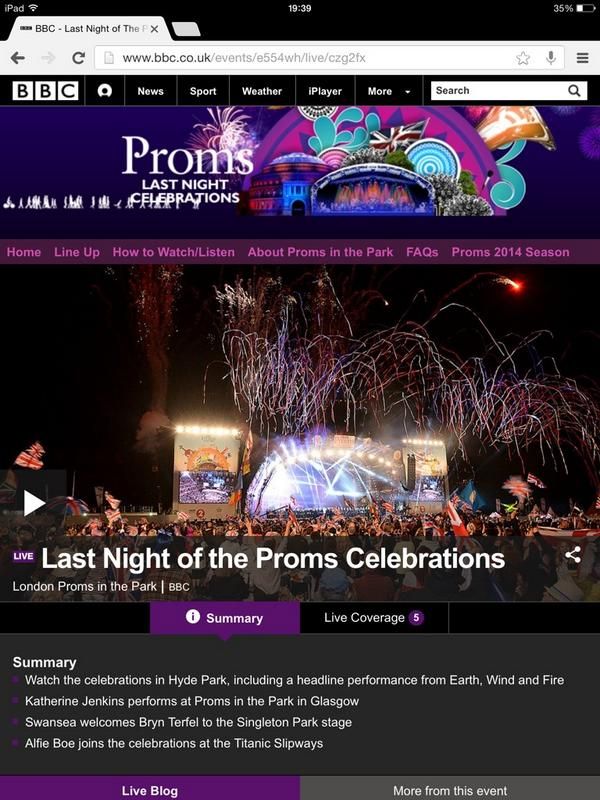 iPad 19:39 35%
BBC - Last Night of The P
www.bbc.co.uk/events/e554wh/live/czg2fx
BBC News Sport Weather iPlayer More Search
Proms
LAST NIGHT
CELEBRATIONS
Home Line Up How to Watch/Listen About Proms in the Park FAQs Proms 2014 Season
LIVE Last Night of the Proms Celebrations
London Proms in the Park | BBC
Summary Live Coverage 5
Summary
Watch the celebrations in Hyde Park, including a headline performance from Earth, Wind and Fire
Katherine Jenkins performs at Proms in the Park in Glasgow
Swansea welcomes Bryn Terfel to the Singleton Park stage
Alfie Boe joins the celebrations at the Titanic Slipways
Live Blog More from this event